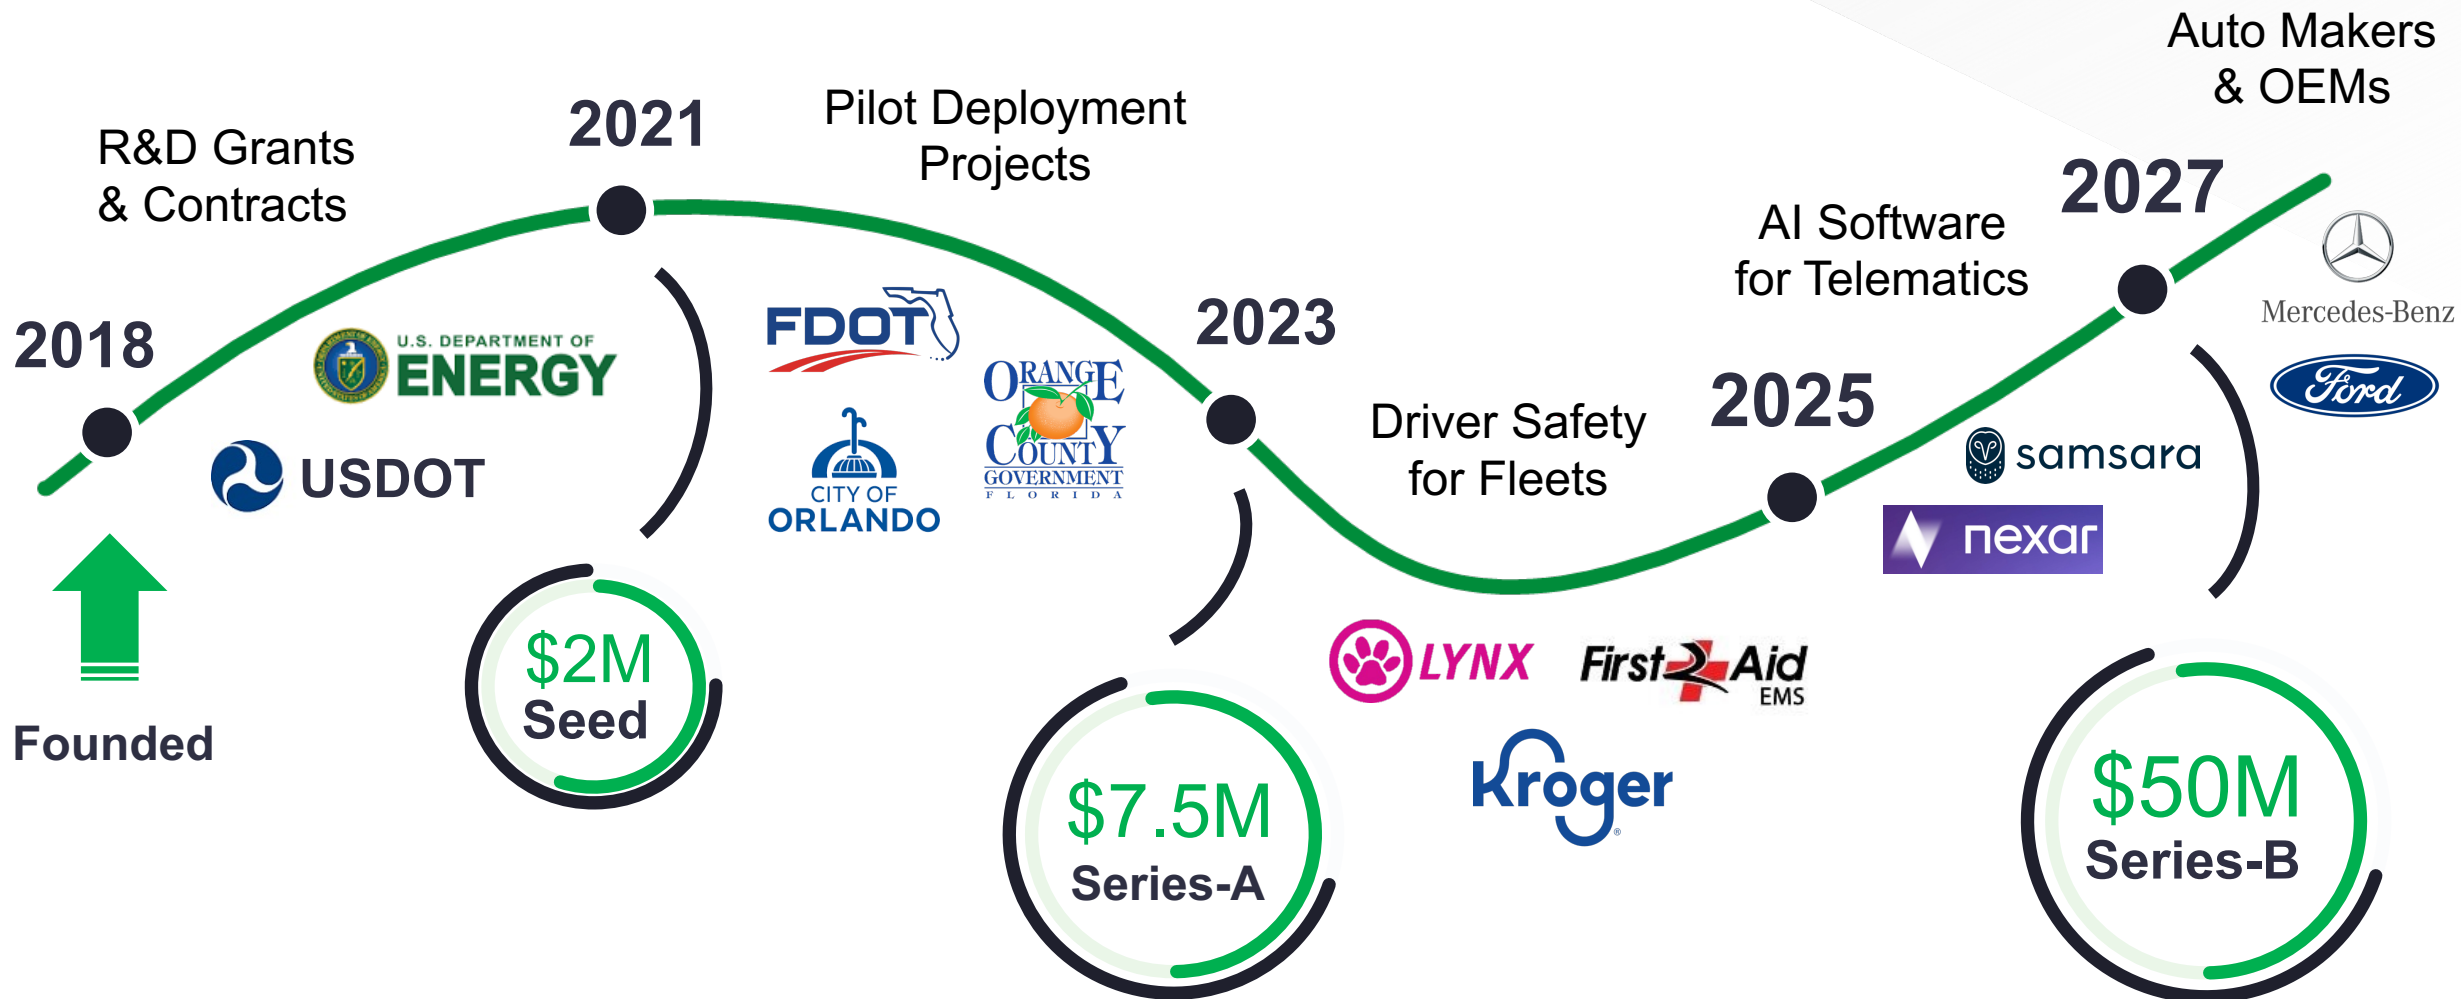 2018
Founded
R&D Grants
& Contracts
U.S. DEPARTMENT OF
ENERGY
USDOT
2021
$2M
Seed
Pilot Deployment
Projects
FDOT
CITY OF
ORLANDO
ORANGE
COUNTY
GOVERNMENT
FLORIDA
2023
$7.5M
Series-A
Driver Safety
for Fleets
LYNX
First Aid
EMS
Kroger
®
2025
AI Software
for Telematics
samsara
nexar
2027
$50M
Series-B
Auto Makers
& OEMs
Mercedes-Benz
Ford